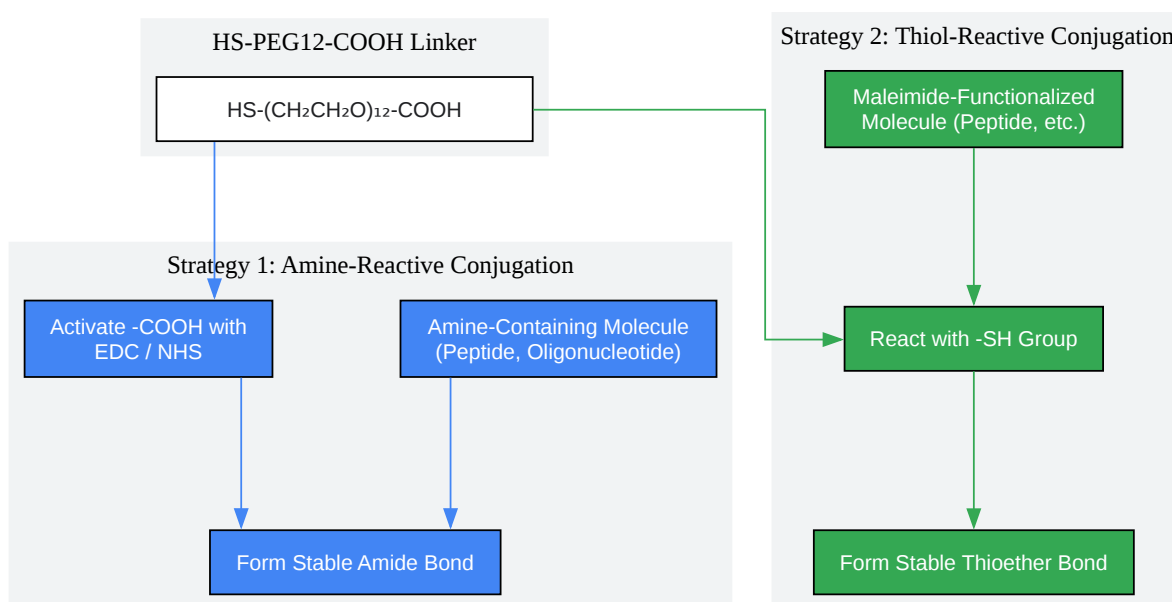 HS-PEG12-COOH Linker
HS-(CH₂CH₂O)₁₂-COOH
Strategy 1: Amine-Reactive Conjugation
Activate -COOH with
EDC / NHS
Amine-Containing Molecule
(Peptide, Oligonucleotide)
Form Stable Amide Bond
Strategy 2: Thiol-Reactive Conjugation
Maleimide-Functionalized
Molecule (Peptide, etc.)
React with -SH Group
Form Stable Thioether Bond